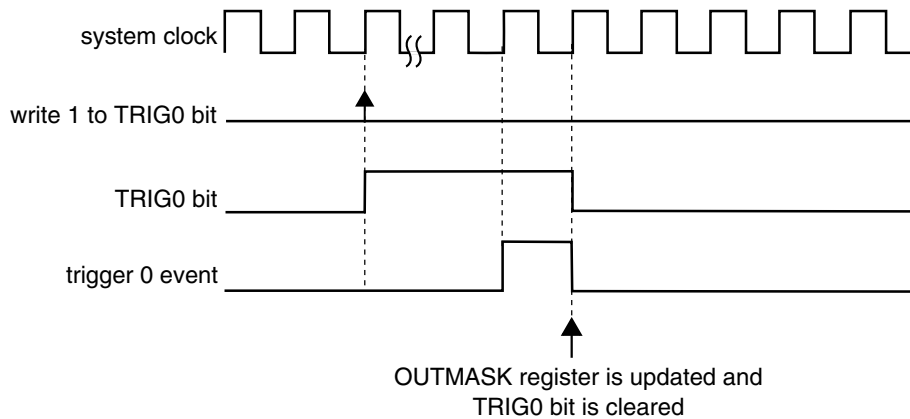 system clock
write 1 to TRIG0 bit
TRIG0 bit
trigger 0 event
OUTMASK register is updated and
TRIG0 bit is cleared